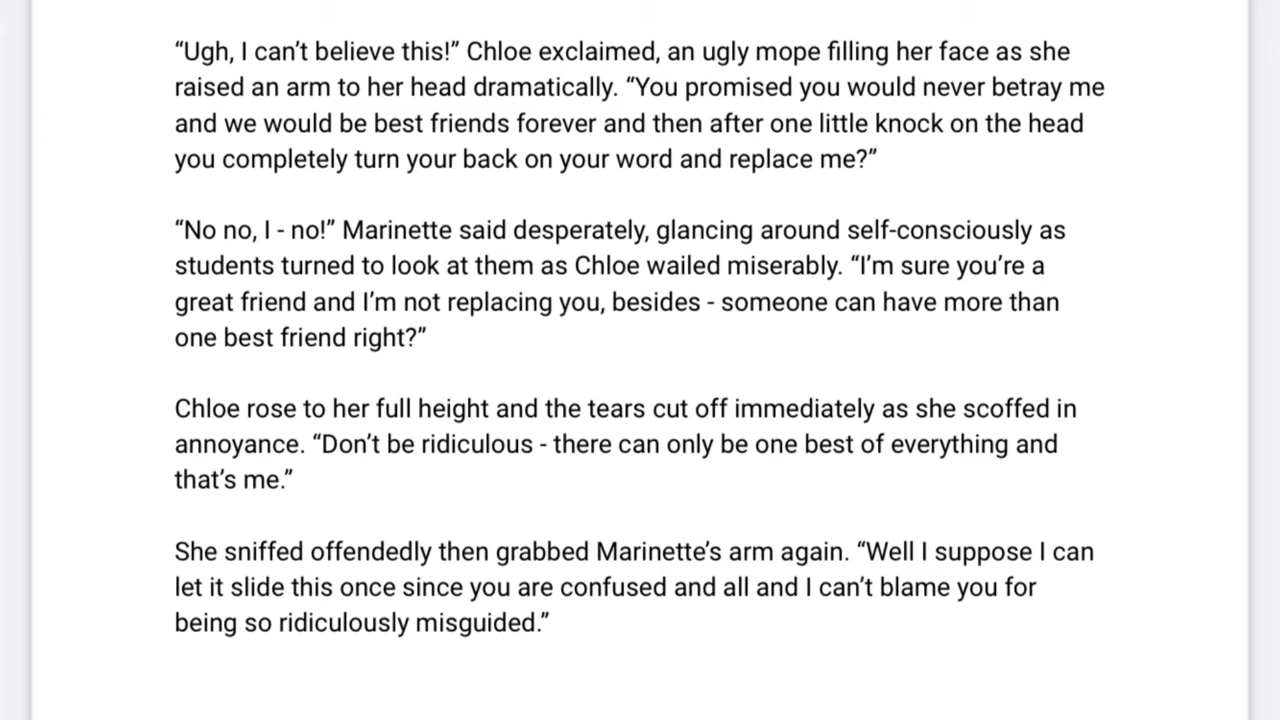 “Ugh, I can’t believe this!” Chloe exclaimed, an ugly mope filling her face as she
raised an arm to her head dramatically. “You promised you would never betray me
and we would be best friends forever and then after one little knock on the head
you completely turn your back on your word and replace me?”
“No no, I - no!” Marinette said desperately, glancing around self-consciously as
students turned to look at them as Chloe wailed miserably. “I’m sure you’re a
great friend and I’m not replacing you, besides - someone can have more than
one best friend right?”
Chloe rose to her full height and the tears cut off immediately as she scoffed in
annoyance. “Don’t be ridiculous - there can only be one best of everything and
that’s me.”
She sniffed offendedly then grabbed Marinette’s arm again. “Well I suppose I can
let it slide this once since you are confused and all and I can’t blame you for
being so ridiculously misguided.”